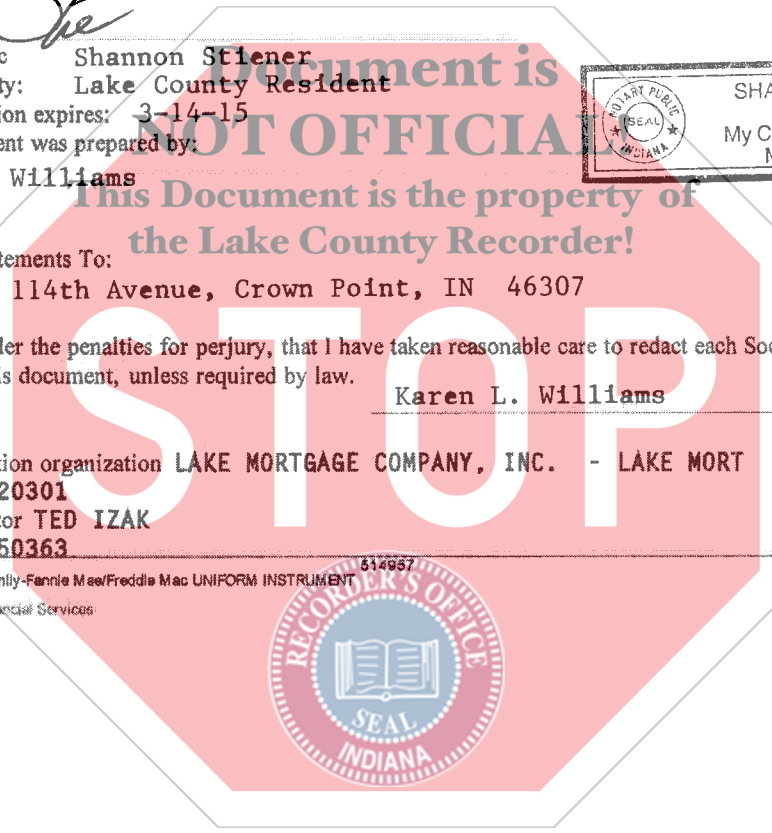 c Shannon Stiener
ty: Lake County Resident
ion expires: 3-14-15
ent was prepared by:
Williams
Document is
NOT OFFICIAL!
This Document is the property of
the Lake County Recorder!
NOTARY PUBLIC
SEAL
INDIANA
SHA
My C
tements To:
114th Avenue, Crown Point, IN 46307
er the penalties for perjury, that I have taken reasonable care to redact each Soc
is document, unless required by law.
Karen L. Williams
STOP
tion organization LAKE MORTGAGE COMPANY, INC. - LAKE MORT
20301
tor TED IZAK
50363
mily-Fannie Mae/Freddie Mac UNIFORM INSTRUMENT 514957
ancial Services
RECORDER'S OFFICE
SEAL
INDIANA